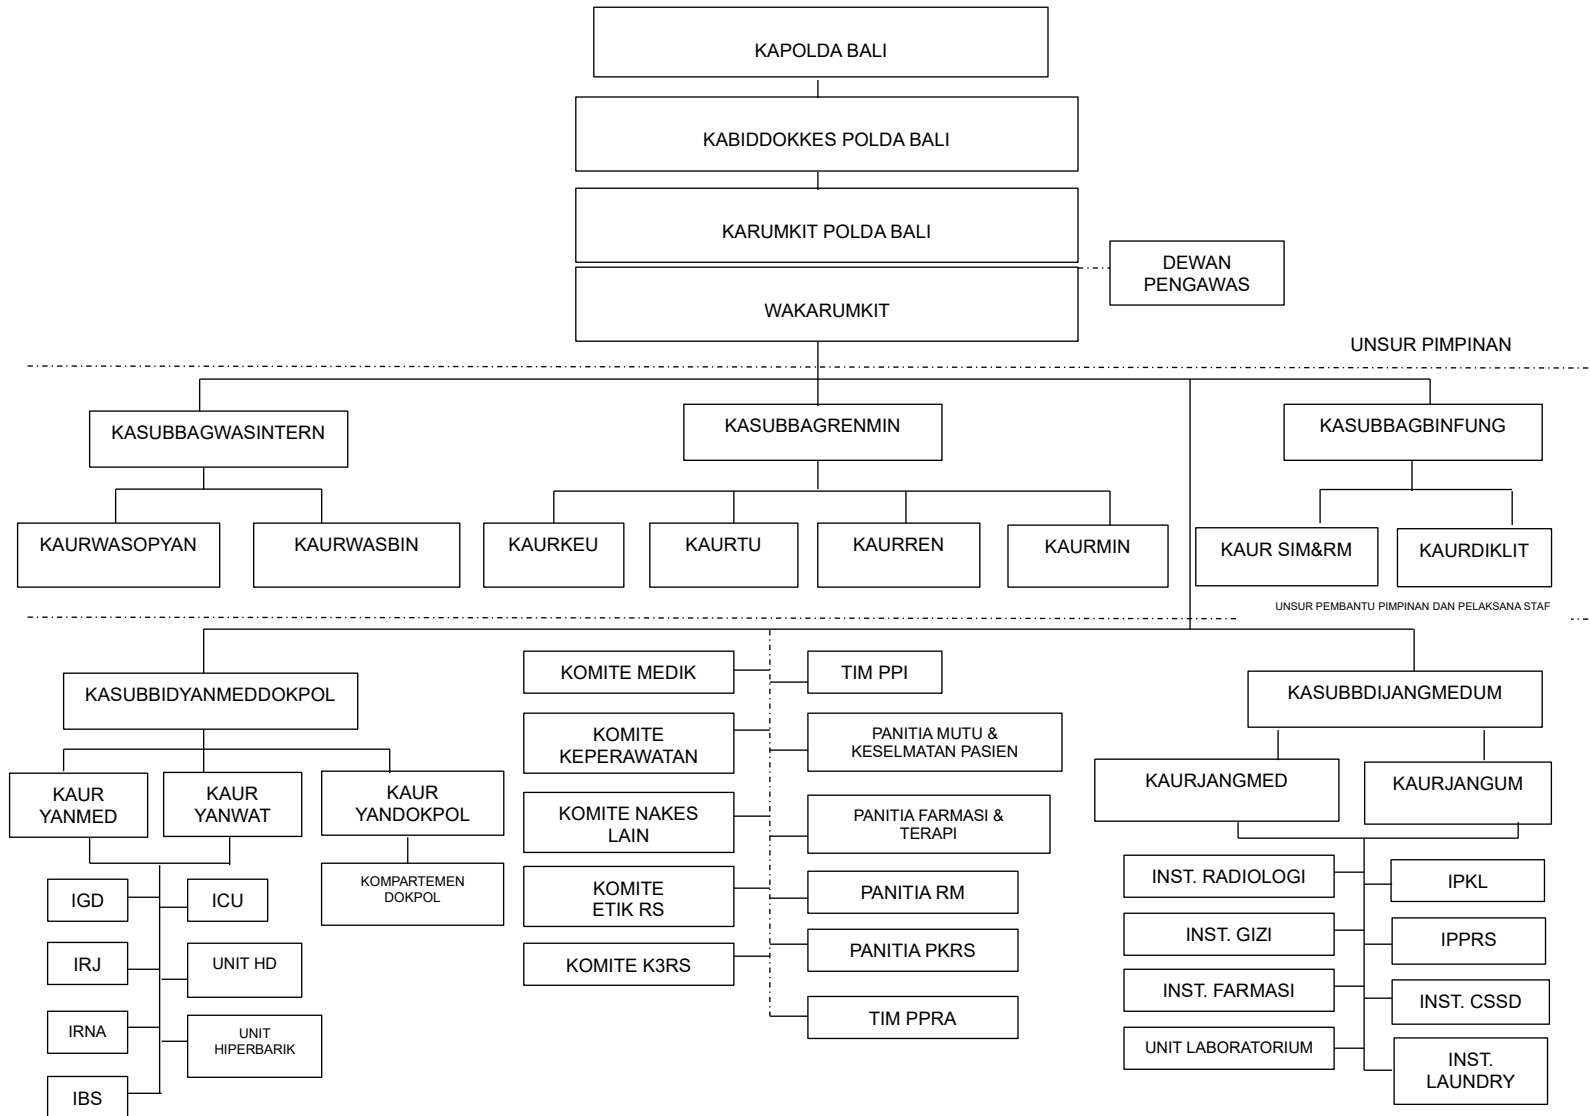 KAPOLDA BALI
KABIDDOKKES POLDA BALI
KARUMKIT POLDA BALI
DEWAN
PENGAWAS
WAKARUMKIT
UNSUR PIMPINAN
KASUBBAGWASINTERN
KASUBBAGRENMIN
KASUBBAGBINFUNG
KAURWASOPYAN
KAURWASBIN
KAURKEU
KAURTU
KAURREN
KAURMIN
KAUR SIM&RM
KAURDIKLIT
UNSUR PEMBANTU PIMPINAN DAN PELAKSANA STAF
KASUBBIDYANMEDDOKPOL
KAUR
YANMED
KAUR
YANWAT
KAUR
YANDOKPOL
KOMPARTEMEN
DOKPOL
IGD
ICU
IRJ
UNIT HD
IRNA
UNIT
HIPERBARIK
IBS
KOMITE MEDIK
TIM PPI
KOMITE
KEPERAWATAN
PANITIA MUTU &
KESELMATAN PASIEN
KOMITE NAKES
LAIN
PANITIA FARMASI &
TERAPI
KOMITE
ETIK RS
PANITIA RM
KOMITE K3RS
PANITIA PKRS
TIM PPRA
KASUBBDIJANGMEDUM
KAURJANGMED
KAURJANGUM
INST. RADIOLOGI
IPKL
INST. GIZI
IPPRS
INST. FARMASI
INST. CSSD
UNIT LABORATORIUM
INST.
LAUNDRY